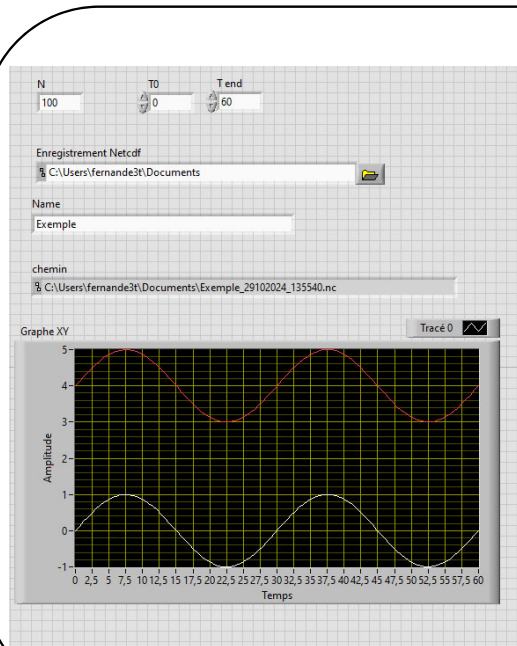 N T0 T end
100 0 60
Enregistrement Netcdf
C:\Users\fernande3t\Documents
Name
Exemple
chemin
C:\Users\fernande3t\Documents\Exemple_29102024_135540.nc
Graphe XY Tracé 0
5
4
3
2
1
0
-1
Amplitude
0 2,5 5 7,5 10 12,5 15 17,5 20 22,5 25 27,5 30 32,5 35 37,5 40 42,5 45 47,5 50 52,5 55 57,5 60
Temps